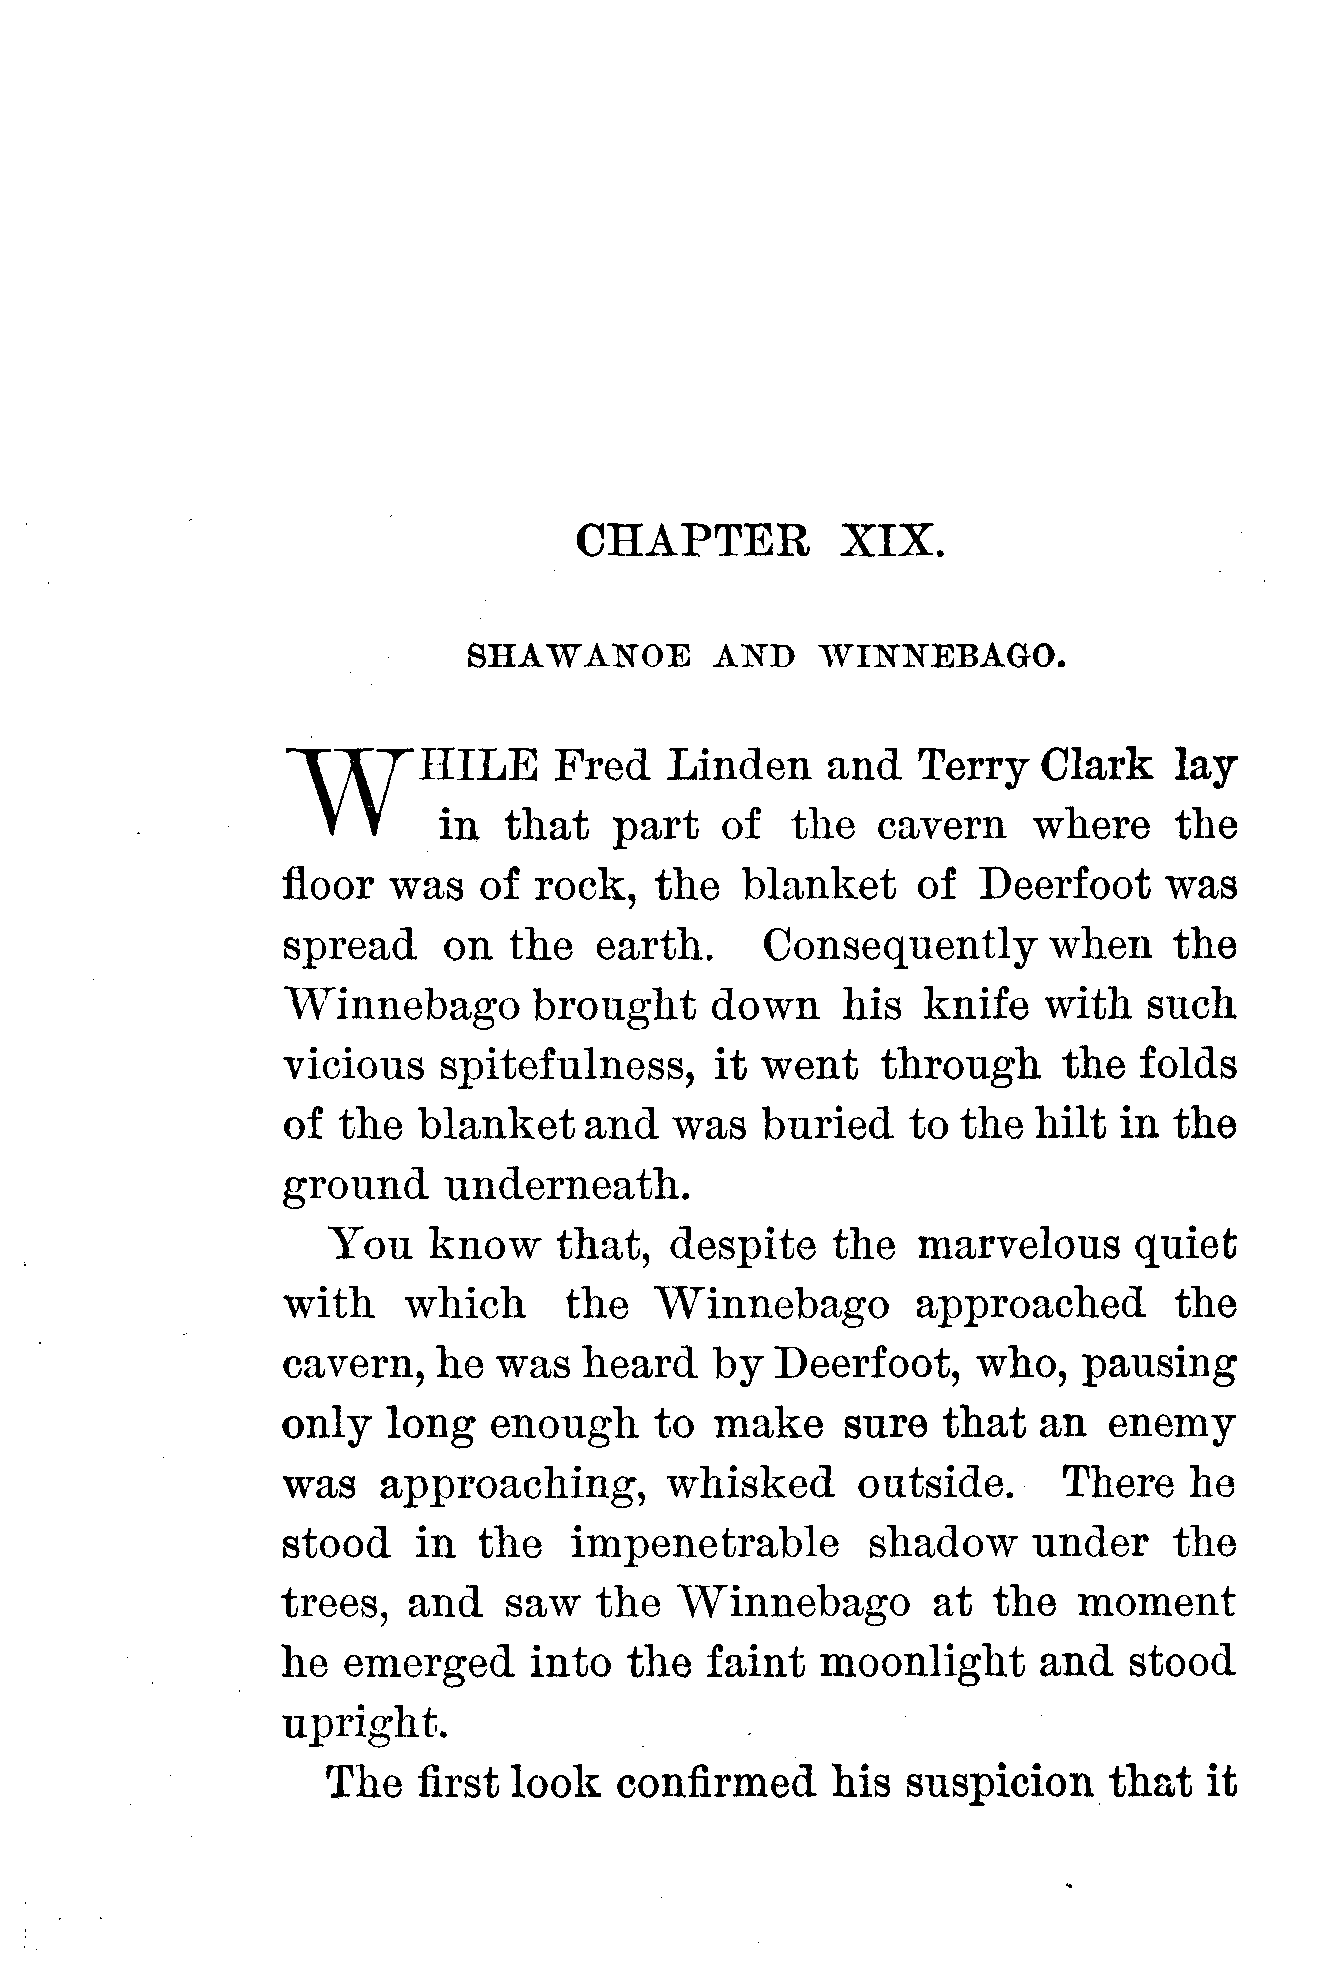 CHAPTER XIX.
SHAWANOE AND WINNEBAGO.
WHILE Fred Linden and Terry Clark lay
in that part of the cavern where the
floor was of rock, the blanket of Deerfoot was
spread on the earth. Consequently when the
Winnebago brought down his knife with such
vicious spitefulness, it went through the folds
of the blanket and was buried to the hilt in the
ground underneath.
You know that, despite the marvelous quiet
with which the Winnebago approached the
cavern, he was heard by Deerfoot, who, pausing
only long enough to make sure that an enemy
was approaching, whisked outside. There he
stood in the impenetrable shadow under the
trees, and saw the Winnebago at the moment
he emerged into the faint moonlight and stood
upright.
The first look confirmed his suspicion that it